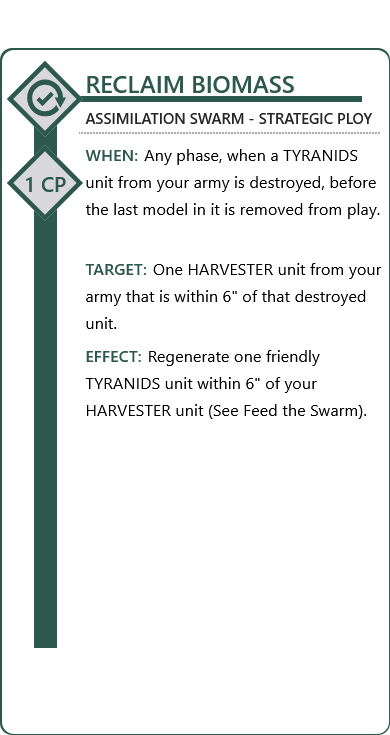 RECLAIM BIOMASS
ASSIMILATION SWARM - STRATEGIC PLOY
1 CP
WHEN: Any phase, when a TYRANIDS
unit from your army is destroyed, before
the last model in it is removed from play.
TARGET: One HARVESTER unit from your
army that is within 6" of that destroyed
unit.
EFFECT: Regenerate one friendly
TYRANIDS unit within 6" of your
HARVESTER unit (See Feed the Swarm).